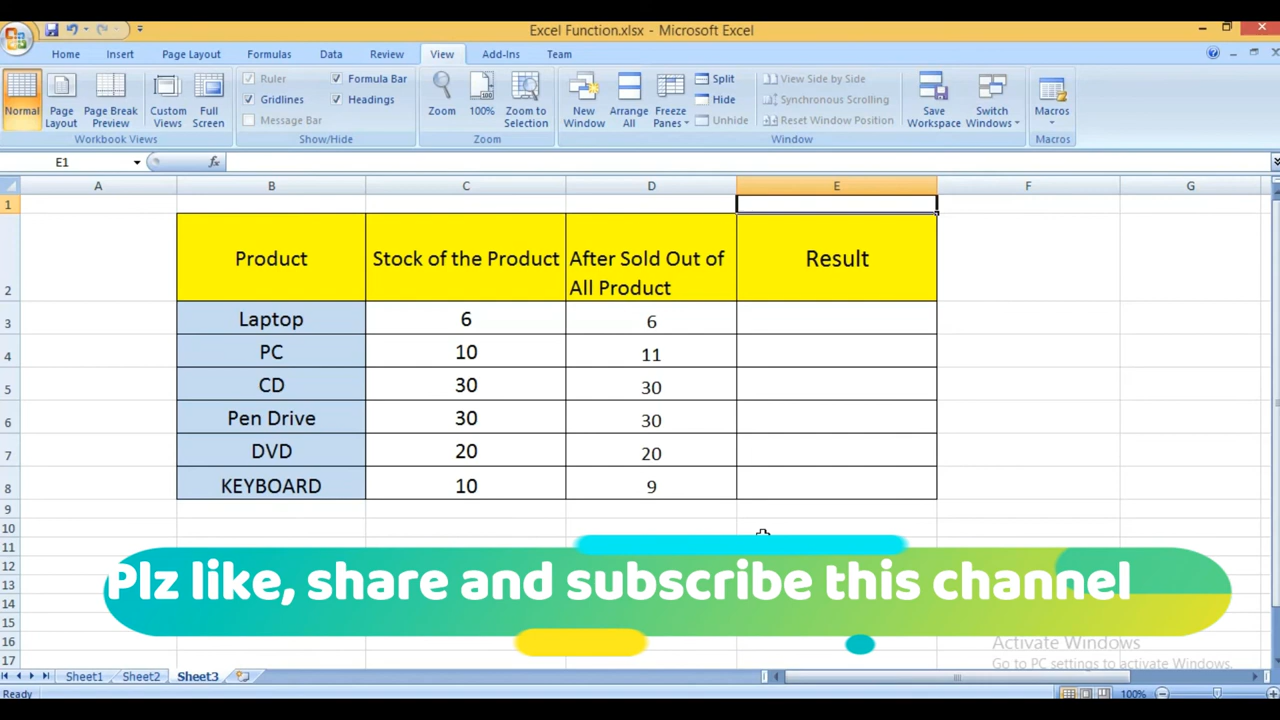 Excel Function.xlsx - Microsoft Excel
Home Insert Page Layout Formulas Data Review View Add-Ins Team
Normal
Page Layout
Page Break Preview
Custom Views
Full Screen
Workbook Views
Ruler
Formula Bar
Gridlines
Headings
Message Bar
Show/Hide
Zoom
100%
Zoom to Selection
Zoom
New Window
Arrange All
Freeze Panes
Split
Hide
Unhide
View Side by Side
Synchronous Scrolling
Reset Window Position
Window
Save Workspace
Switch Windows
Macros
Macros
E1 fx
A B C D E F G
1
2 Product Stock of the Product After Sold Out of All Product Result
3 Laptop 6 6
4 PC 10 11
5 CD 30 30
6 Pen Drive 30 30
7 DVD 20 20
8 KEYBOARD 10 9
9
10
11
12
13
14
15
16
17
Plz like, share and subscribe this channel
Activate Windows
Go to PC settings to activate Windows.
Sheet1 Sheet2 Sheet3
Ready 100%